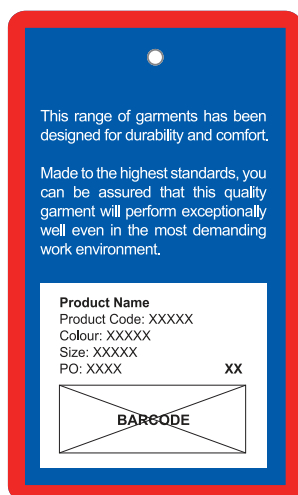 This range of garments has been
designed for durability and comfort.
Made to the highest standards, you
can be assured that this quality
garment will perform exceptionally
well even in the most demanding
work environment.
Product Name
Product Code: XXXXX
Colour: XXXXX
Size: XXXXX
PO: XXXX XX
BARCODE